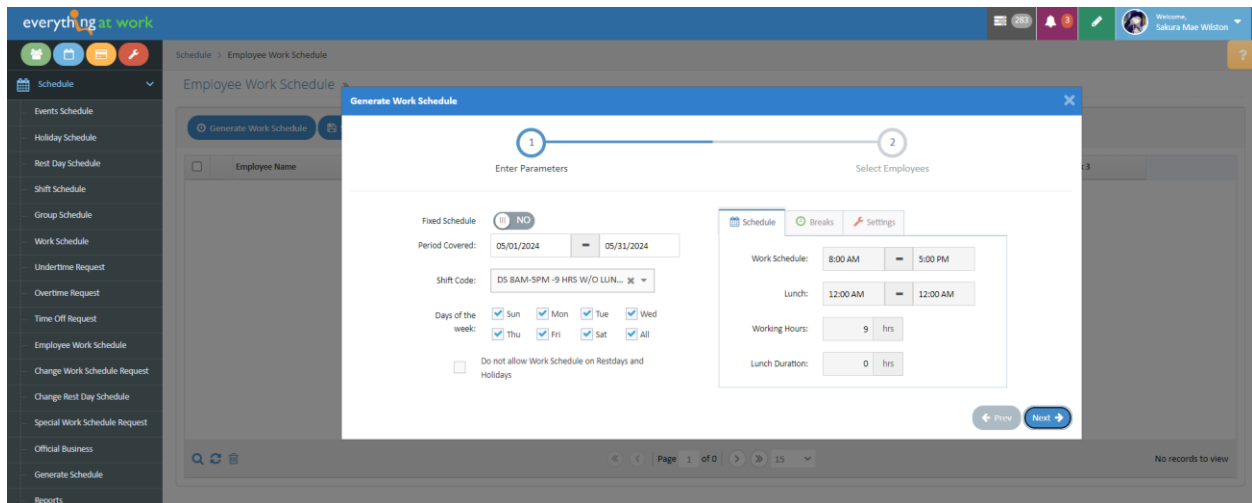 everything at work
283
3
Welcome,
Sakura Mae Wilston
Schedule > Employee Work Schedule
?
Schedule
Employee Work Schedule »
Events Schedule
Holiday Schedule
Rest Day Schedule
Shift Schedule
Group Schedule
Work Schedule
Undertime Request
Overtime Request
Time Off Request
Employee Work Schedule
Change Work Schedule Request
Change Rest Day Schedule
Special Work Schedule Request
Official Business
Generate Schedule
Reports
Generate Work Schedule
Employee Name
3
Generate Work Schedule
1
2
Enter Parameters
Select Employees
Fixed Schedule NO
Period Covered: 05/01/2024 – 05/31/2024
Shift Code: DS 8AM-5PM -9 HRS W/O LUN...
Days of the week:
Sun Mon Tue Wed
Thu Fri Sat All
Do not allow Work Schedule on Restdays and
Holidays
Schedule Breaks Settings
Work Schedule: 8:00 AM – 5:00 PM
Lunch: 12:00 AM – 12:00 AM
Working Hours: 9 hrs
Lunch Duration: 0 hrs
Prev Next
Page 1 of 0 15
No records to view